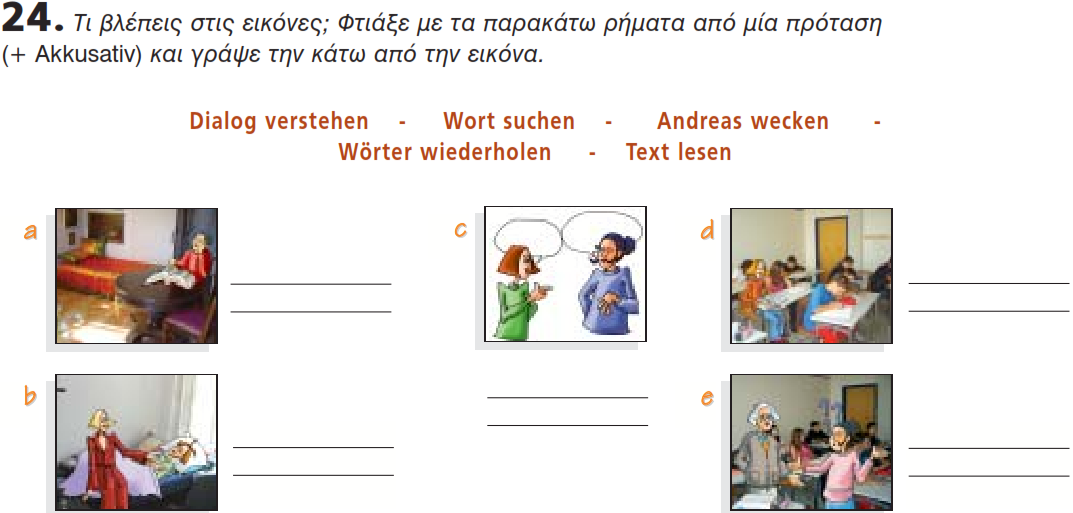 24. Τι βλέπεις στις εικόνες; Φτιάξε με τα παρακάτω ρήματα από μία πρόταση
(+ Akkusativ) και γράψε την κάτω από την εικόνα.
Dialog verstehen - Wort suchen - Andreas wecken -
Wörter wiederholen - Text lesen
a
c
d
b
e